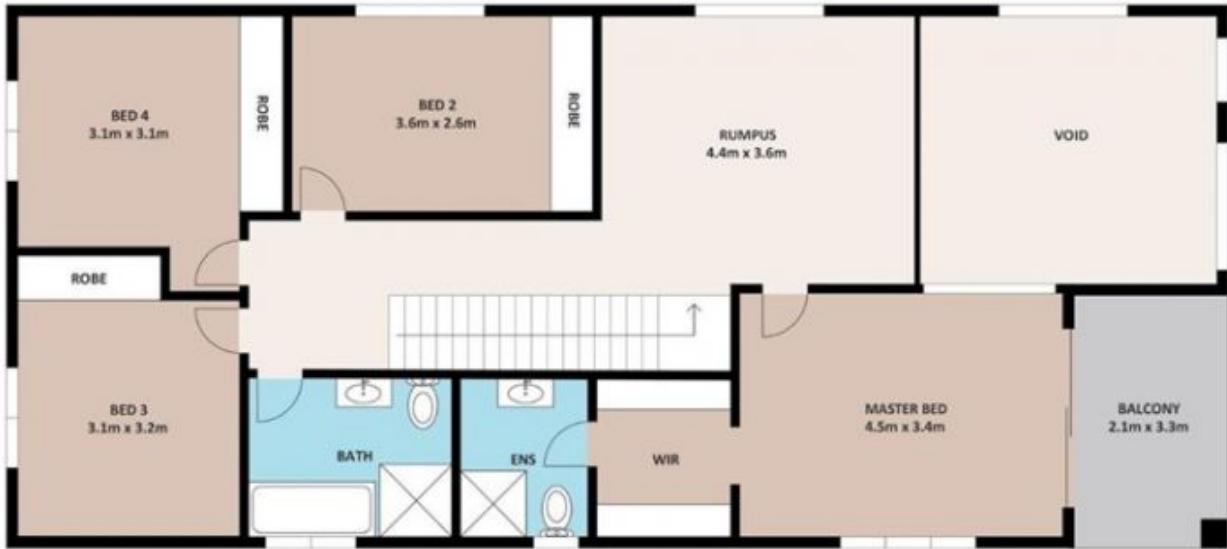 BED 4
3.1m x 3.1m
ROBE
BED 2
3.6m x 2.6m
ROBE
RUMPUS
4.4m x 3.6m
VOID
ROBE
BED 3
3.1m x 3.2m
BATH
ENS
WIR
MASTER BED
4.5m x 3.4m
BALCONY
2.1m x 3.3m